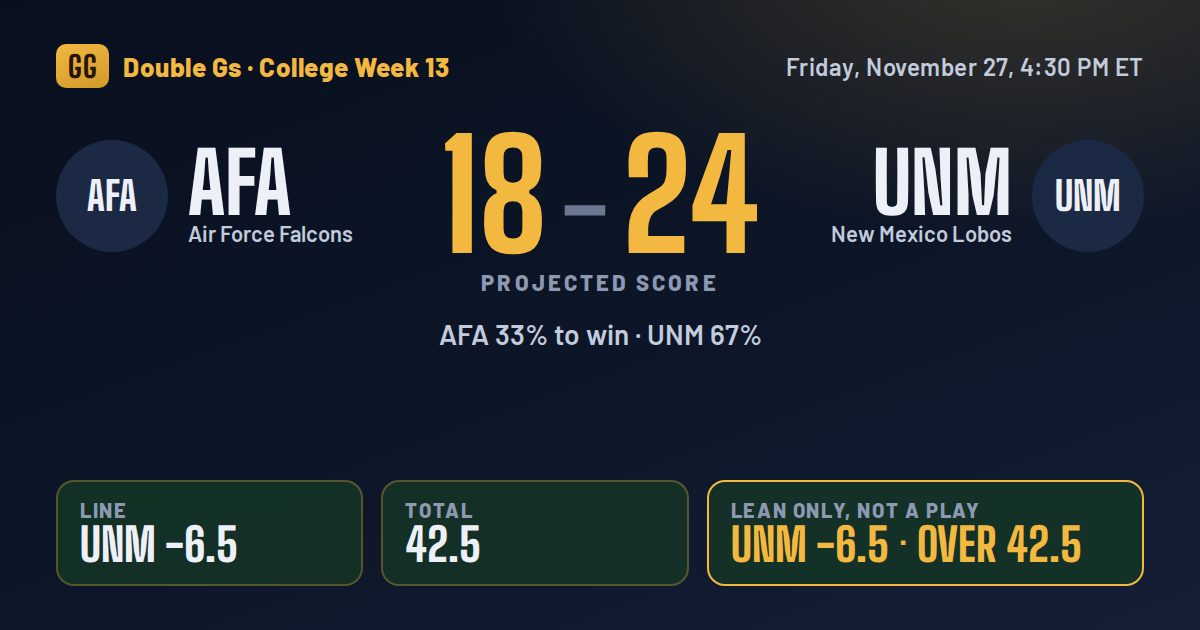 GG Double Gs · College Week 13
Friday, November 27, 4:30 PM ET
AFA
AFA
Air Force Falcons
18 – 24
PROJECTED SCORE
AFA 33% to win · UNM 67%
UNM
New Mexico Lobos
UNM
LINE
UNM −6.5
TOTAL
42.5
LEAN ONLY, NOT A PLAY
UNM −6.5 · OVER 42.5